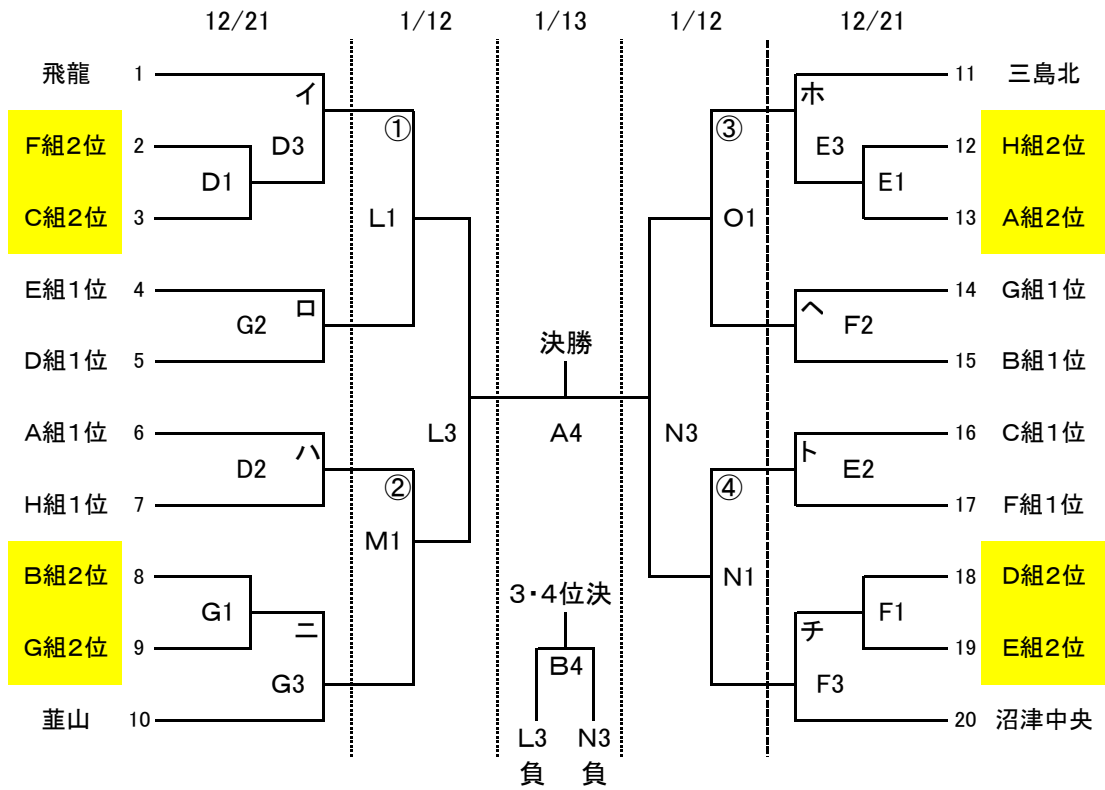 12/21 1/12 1/13 1/12 12/21
飛龍 1 イ ホ 11 三島北
① ③
F組2位 2 D3 E3 12 H組2位
D1 E1
C組2位 3 L1 O1 13 A組2位
E組1位 4 ロ ヘ 14 G組1位
G2 F2
決勝
D組1位 5 15 B組1位
A組1位 6 L3 A4 N3 16 C組1位
ハ ト
D2 E2
② ④
H組1位 7 17 F組1位
M1
B組2位 8 N1 18 D組2位
3・4位決
G1 F1
ニ チ
G組2位 9 19 E組2位
B4
G3 F3
韮山 10 20 沼津中央
L3 N3
負 負